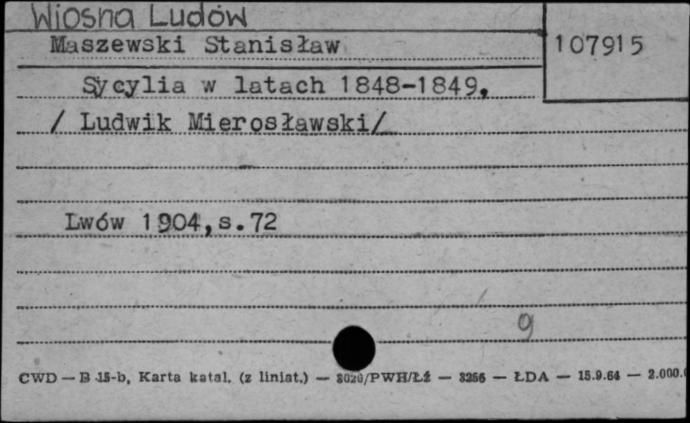 Wiosna Ludów
Maszewski Stanisław
107915
Sycylia w latach 1848-1849.
/ Ludwik Mierosławski/
Lwów 1904,s.72
9
CWD — B 15-b, Karta katal. (z liniat.) — 3020/PWH/Łź — 3256 — ŁDA — 15.9.64 — 2.000.